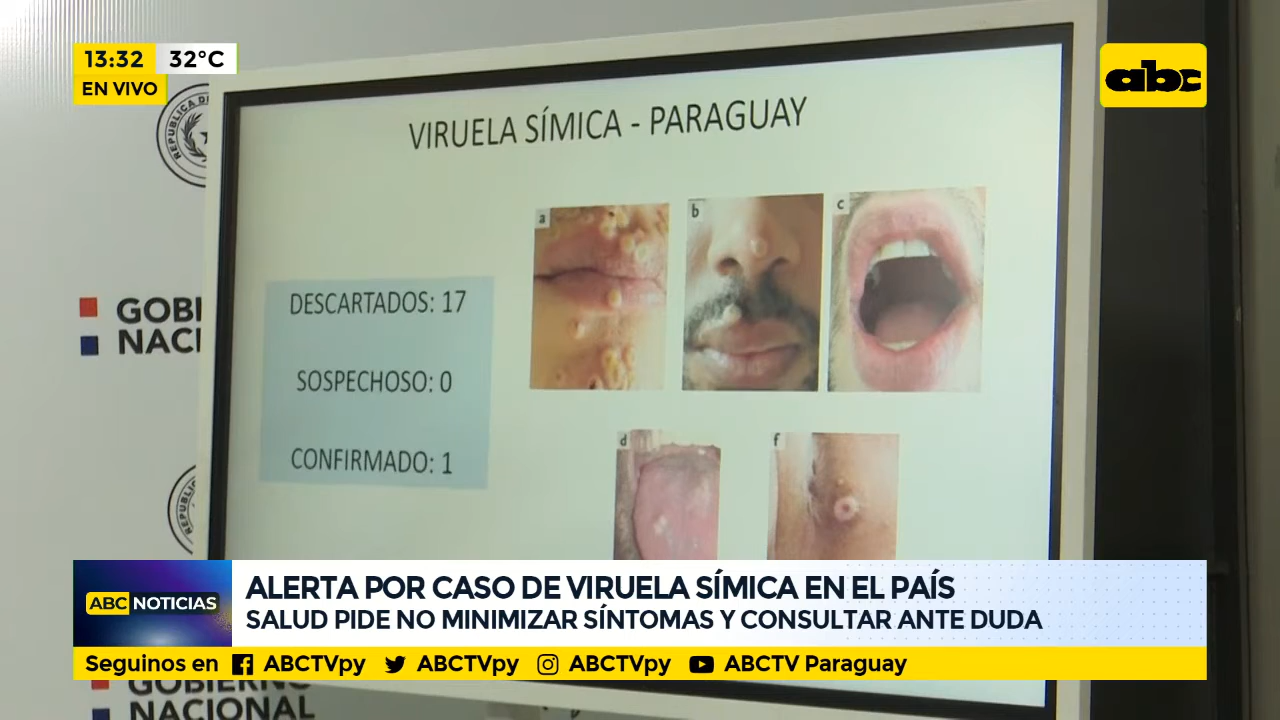 13:32 32°C
EN VIVO
abc
REPÚBLICA DE
VIRUELA SÍMICA - PARAGUAY
a
b
c
DESCARTADOS: 17
SOSPECHOSO: 0
CONFIRMADO: 1
d
f
GOBI
NACI
ALERTA POR CASO DE VIRUELA SÍMICA EN EL PAÍS
SALUD PIDE NO MINIMIZAR SÍNTOMAS Y CONSULTAR ANTE DUDA
ABC NOTICIAS
Seguinos en ABCTVpy ABCTVpy ABCTVpy ABCTV Paraguay
GOBIERNO
NACIONAL